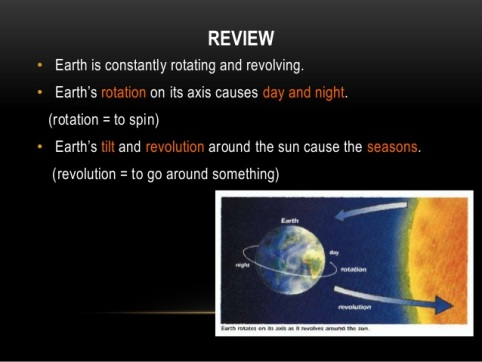 REVIEW
• Earth is constantly rotating and revolving.
• Earth's rotation on its axis causes day and night.
(rotation = to spin)
• Earth's tilt and revolution around the sun cause the seasons.
(revolution = to go around something)
Earth
day
night
rotation
revolution
Earth rotates on its axis as it revolves around the sun.